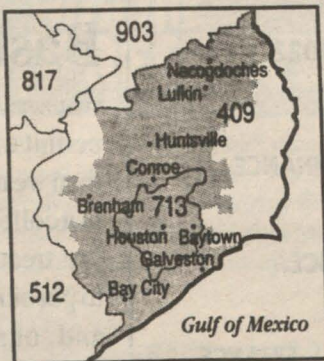 903
817
Nacogdoches
Lufkin
409
Huntsville
Conroe
Brenham
713
Houston
Baytown
Galveston
512
Bay City
Gulf of Mexico